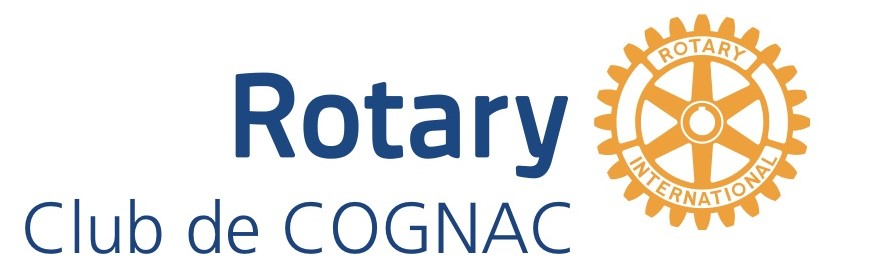 Rotary
Club de COGNAC
ROTARY
INTERNATIONAL